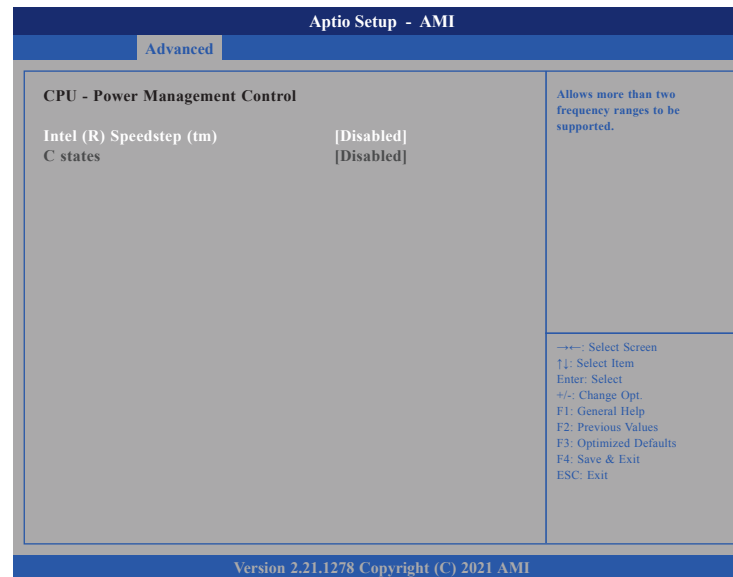 Aptio Setup - AMI
Advanced
CPU - Power Management Control
Intel (R) Speedstep (tm) [Disabled]
C states [Disabled]
Allows more than two
frequency ranges to be
supported.
→←: Select Screen
↑↓: Select Item
Enter: Select
+/-: Change Opt.
F1: General Help
F2: Previous Values
F3: Optimized Defaults
F4: Save & Exit
ESC: Exit
Version 2.21.1278 Copyright (C) 2021 AMI